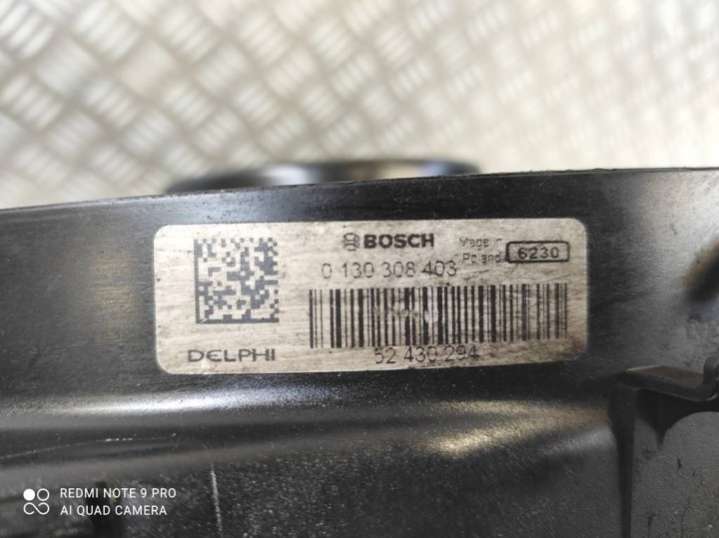 BOSCH
0 130 308 403
Made in
Poland
6230
DELPHI
52 430 294
REDMI NOTE 9 PRO
AI QUAD CAMERA